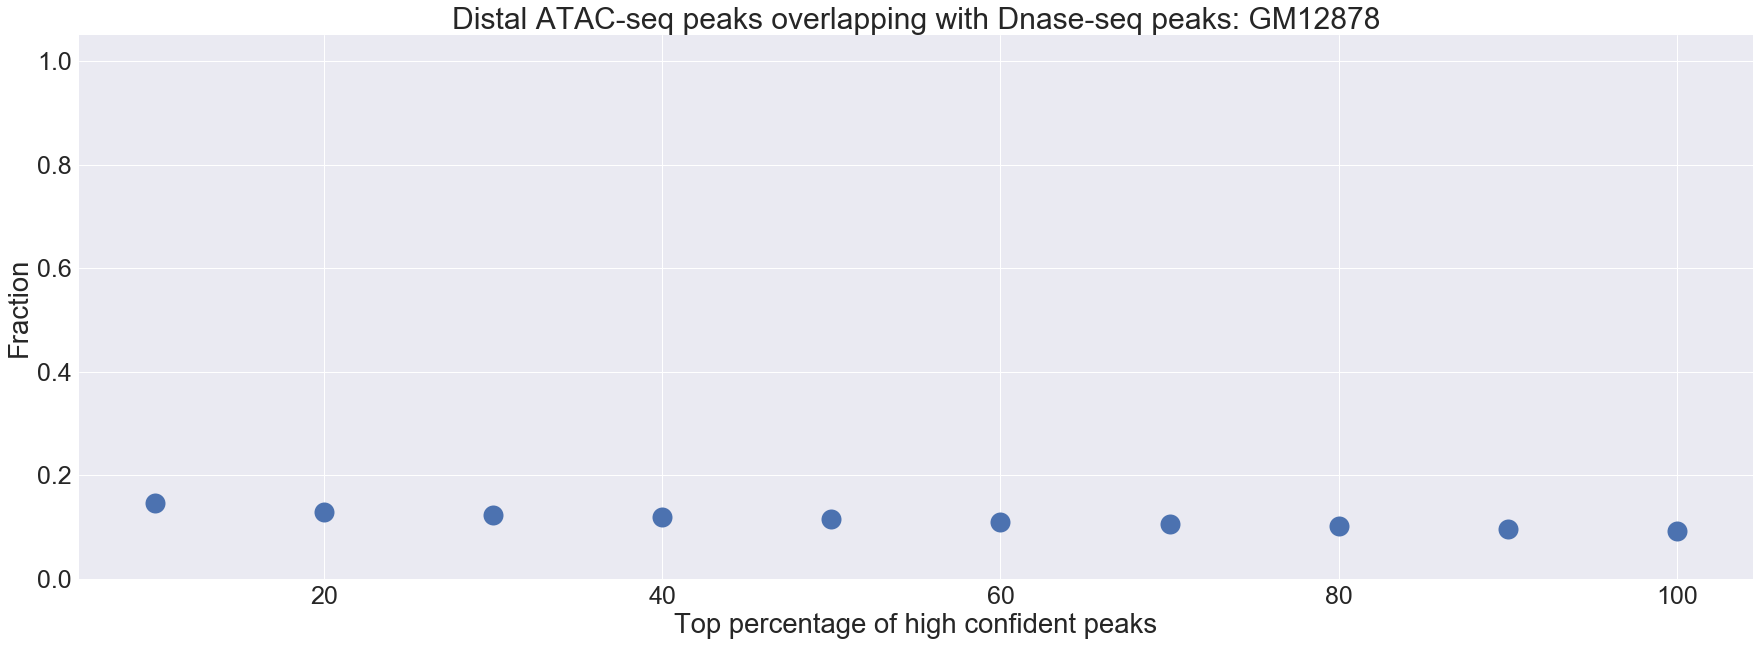 Distal ATAC-seq peaks overlapping with Dnase-seq peaks: GM12878
1.0
0.8
0.6
0.4
0.2
0.0
Fraction
20 40 60 80 100
Top percentage of high confident peaks